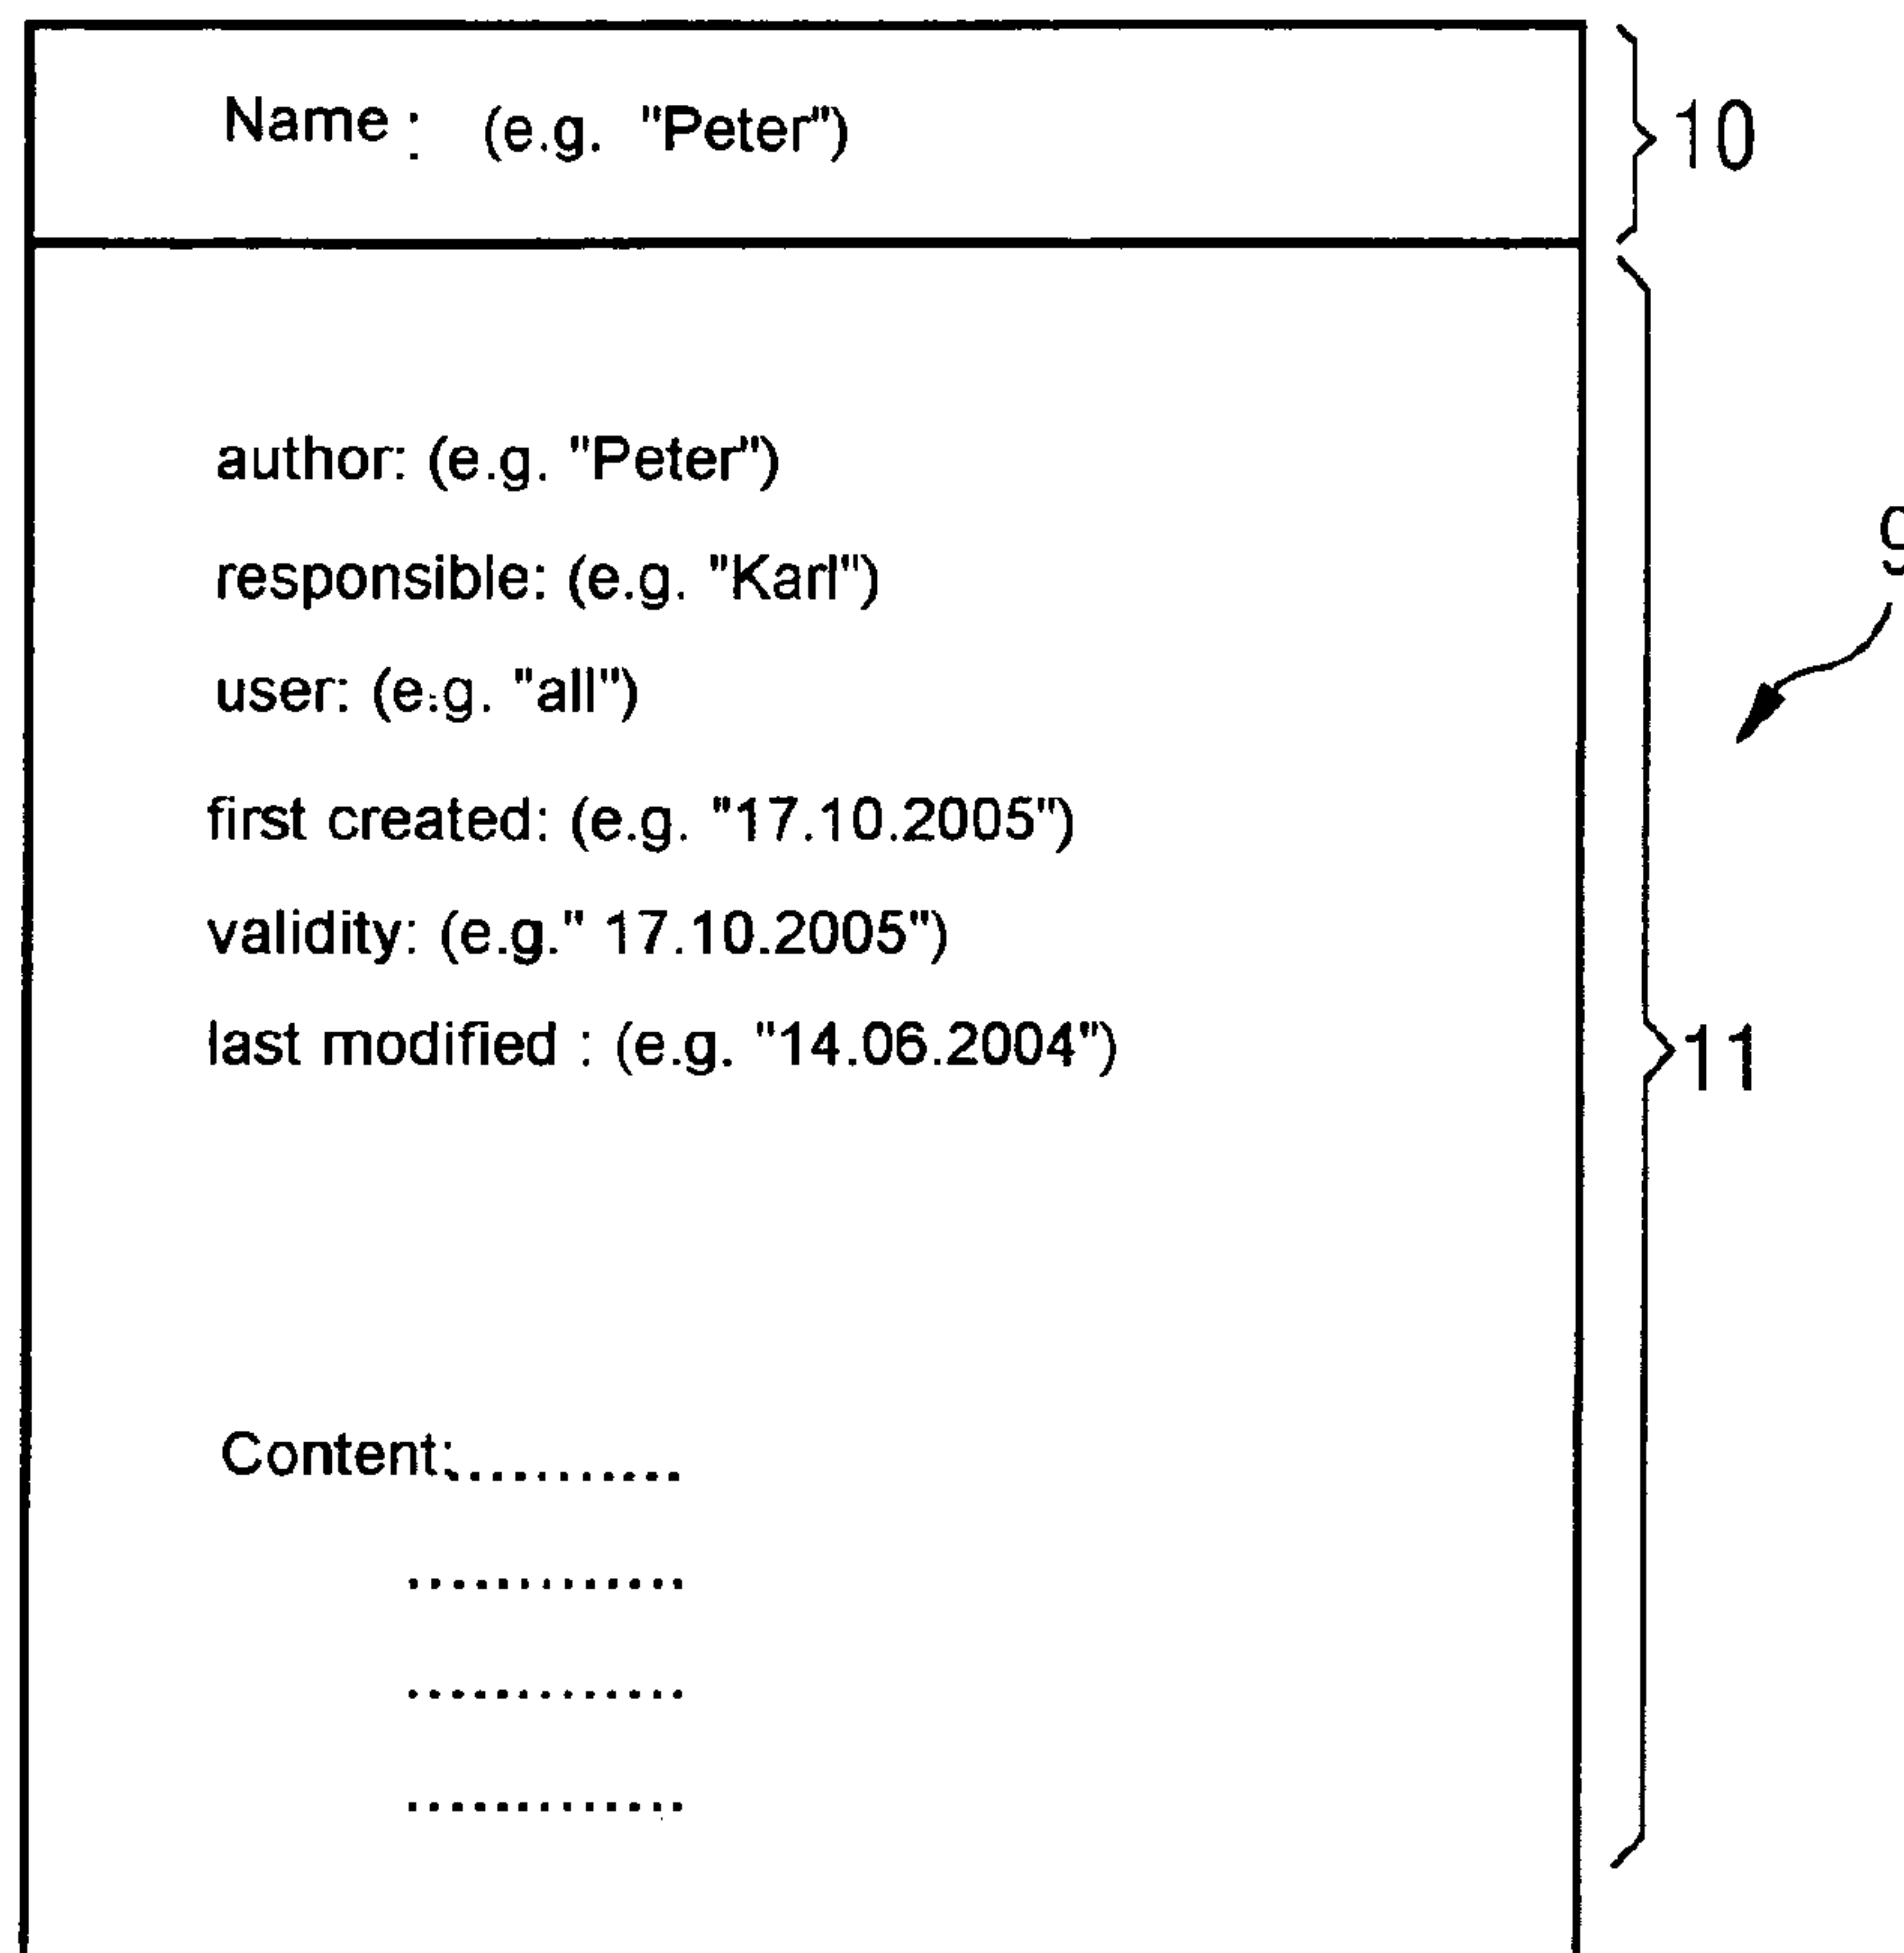 Name : (e.g. "Peter")
10
author: (e.g. "Peter")
responsible: (e.g. "Karl")
user: (e.g. "all")
9
first created: (e.g. "17.10.2005")
validity: (e.g." 17.10.2005")
last modified : (e.g. "14.06.2004")
11
Content:...........
.............
.............
.............